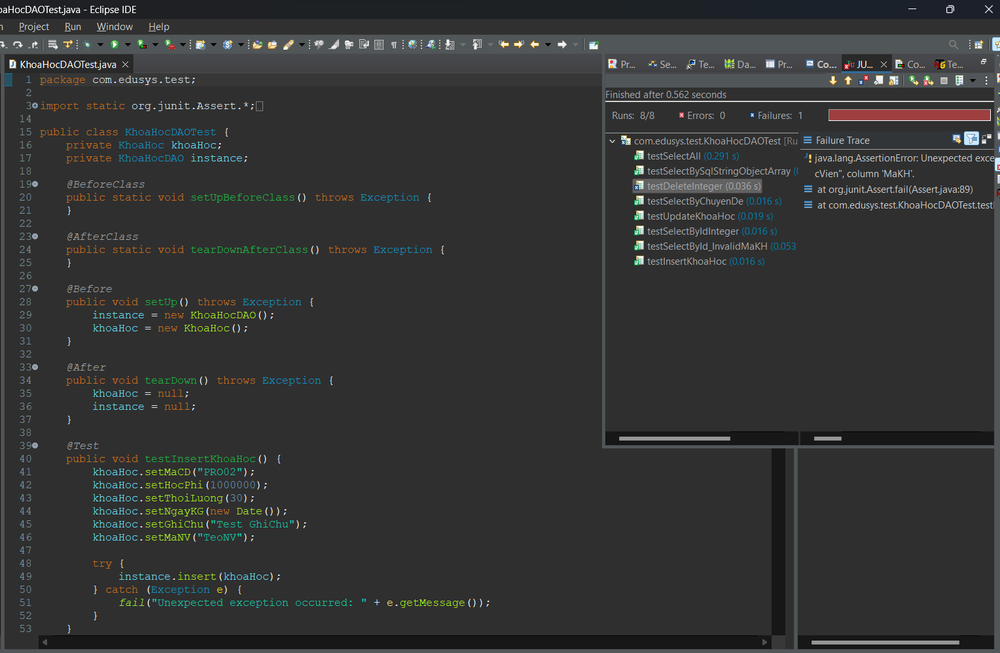 oaHocDAOTest.java - Eclipse IDE
Project Run Window Help
KhoaHocDAOTest.java
1 package com.edusys.test;
2
3 import static org.junit.Assert.*;
14
15 public class KhoaHocDAOTest {
16 private KhoaHoc khoaHoc;
17 private KhoaHocDAO instance;
18
19 @BeforeClass
20 public static void setUpBeforeClass() throws Exception {
21 }
22
23 @AfterClass
24 public static void tearDownAfterClass() throws Exception {
25 }
26
27 @Before
28 public void setUp() throws Exception {
29 instance = new KhoaHocDAO();
30 khoaHoc = new KhoaHoc();
31 }
32
33 @After
34 public void tearDown() throws Exception {
35 khoaHoc = null;
36 instance = null;
37 }
38
39 @Test
40 public void testInsertKhoaHoc() {
41 khoaHoc.setMaCD("PRO02");
42 khoaHoc.setHocPhi(1000000);
43 khoaHoc.setThoiLuong(30);
44 khoaHoc.setNgayKG(new Date());
45 khoaHoc.setGhiChu("Test GhiChu");
46 khoaHoc.setMaNV("TeoNV");
47
48 try {
49 instance.insert(khoaHoc);
50 } catch (Exception e) {
51 fail("Unexpected exception occurred: " + e.getMessage());
52 }
53 }
Pr... Se... Te... Da... Pr... Co... JU... Co... Te...
Finished after 0.562 seconds
Runs: 8/8 Errors: 0 Failures: 1
com.edusys.test.KhoaHocDAOTest [Ru
testSelectAll (0.291 s)
testSelectBySqlStringObjectArray (
testDeleteInteger (0.036 s)
testSelectByChuyenDe (0.016 s)
testUpdateKhoaHoc (0.019 s)
testSelectByIdInteger (0.016 s)
testSelectById_InvalidMaKH (0.053
testInsertKhoaHoc (0.016 s)
Failure Trace
java.lang.AssertionError: Unexpected exce
cVien", column 'MaKH'.
at org.junit.Assert.fail(Assert.java:89)
at com.edusys.test.KhoaHocDAOTest.test